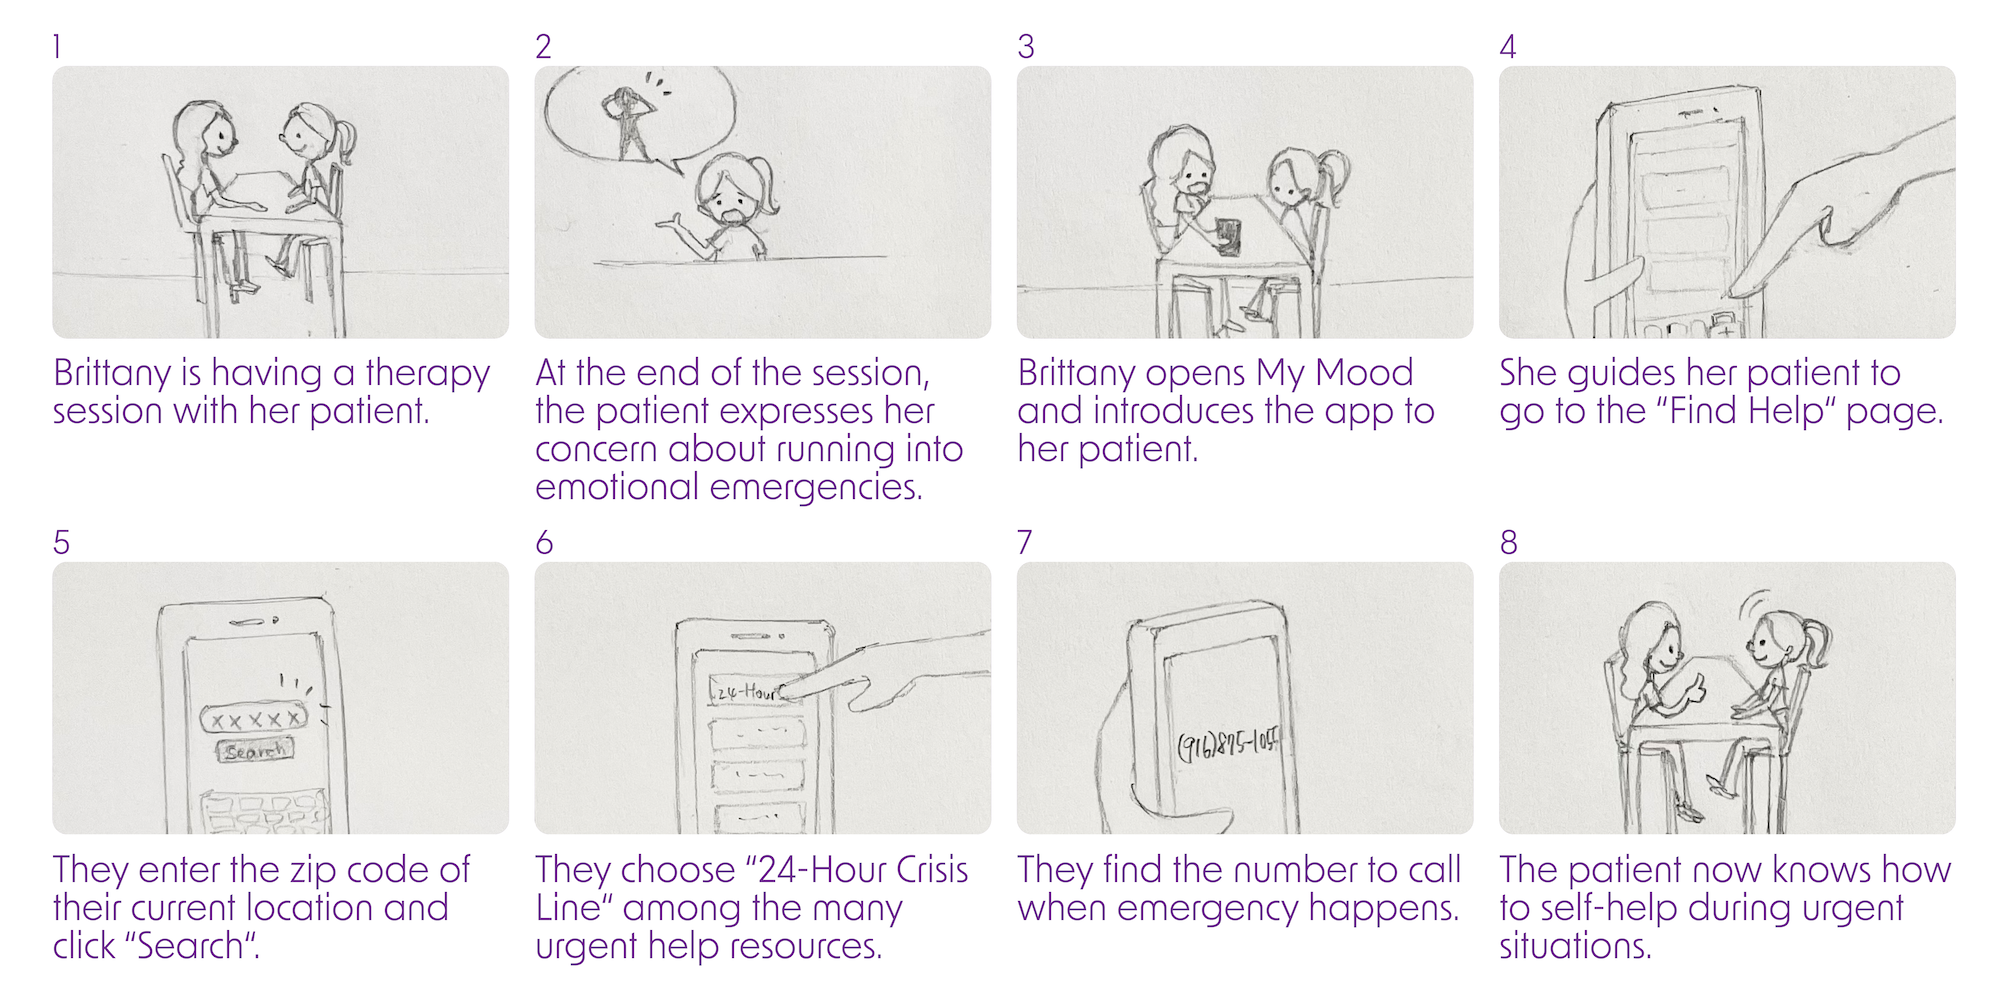 1
Brittany is having a therapy
session with her patient.
2
At the end of the session,
the patient expresses her
concern about running into
emotional emergencies.
3
Brittany opens My Mood
and introduces the app to
her patient.
4
She guides her patient to
go to the “Find Help“ page.
5
XXXXX
Search
They enter the zip code of
their current location and
click “Search“.
6
24-Hour
They choose “24-Hour Crisis
Line“ among the many
urgent help resources.
7
(916)875-1055
They find the number to call
when emergency happens.
8
The patient now knows how
to self-help during urgent
situations.